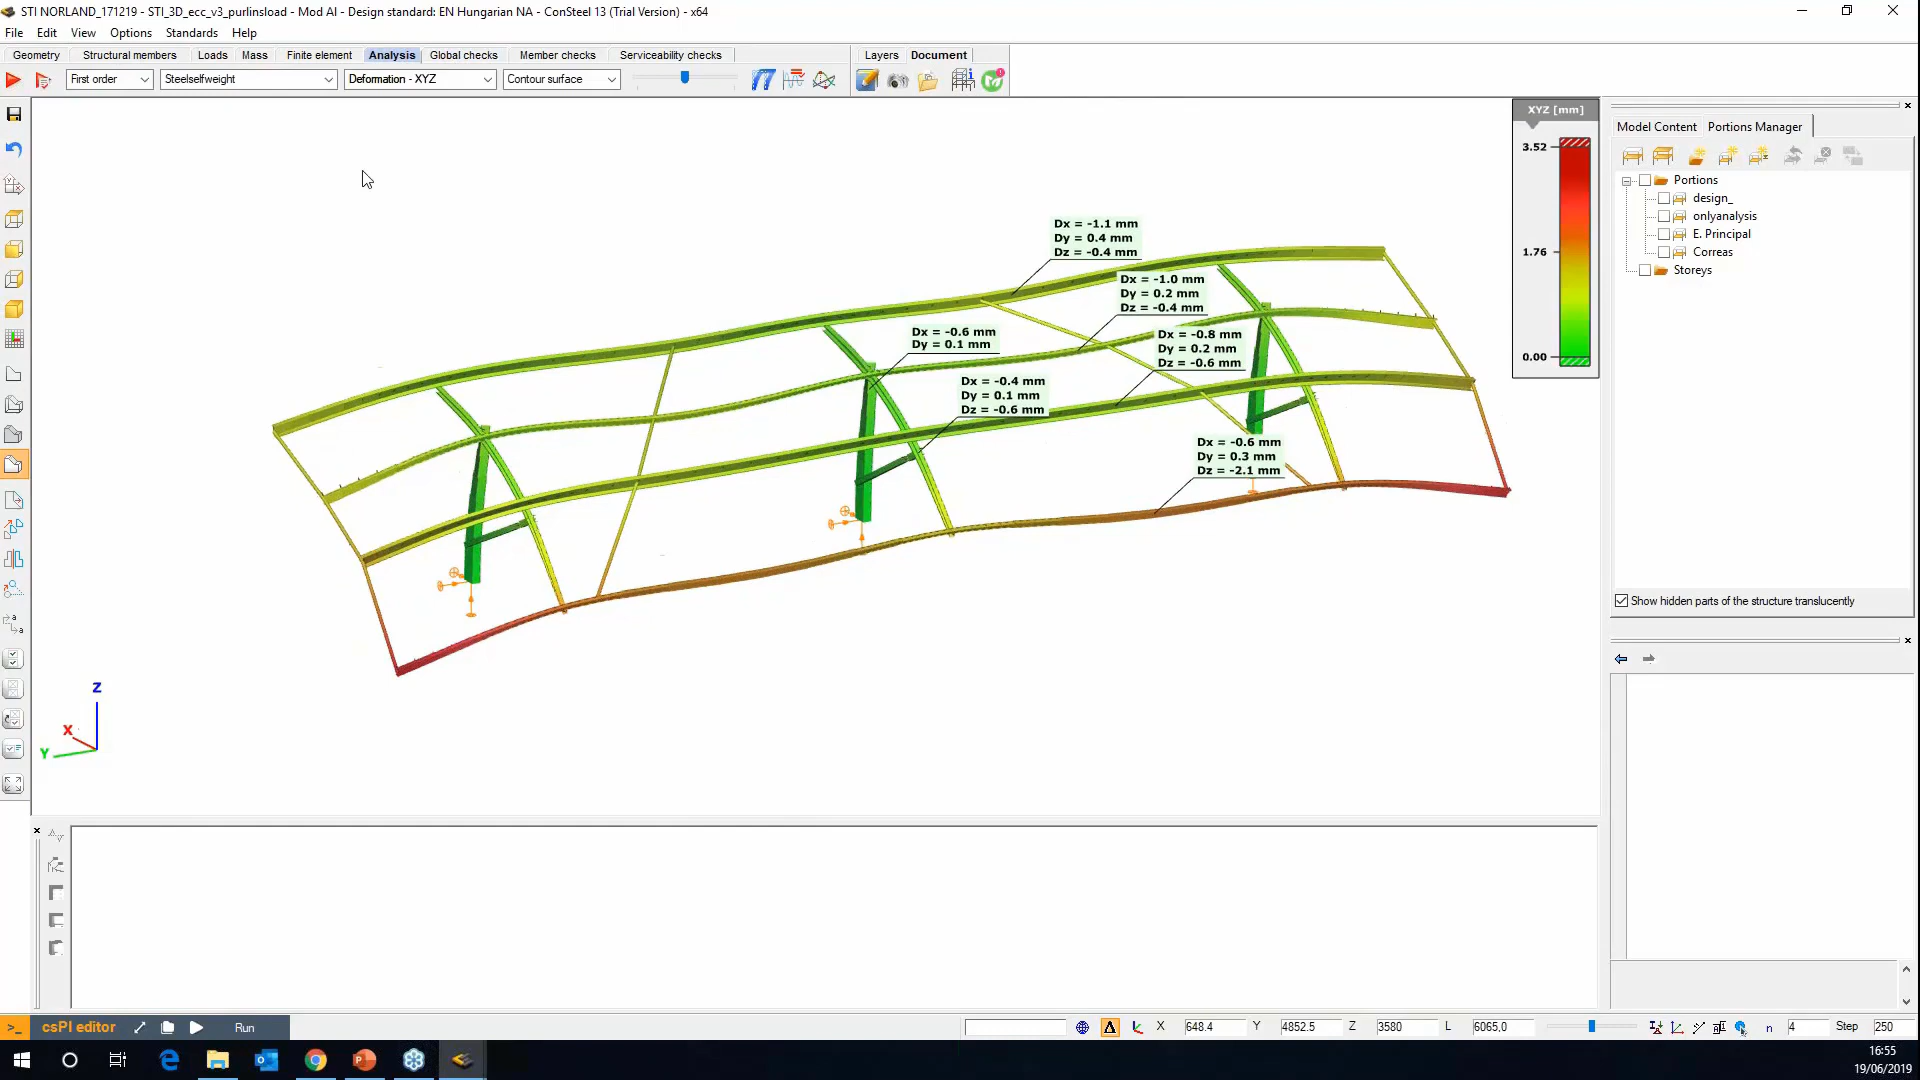 STI NORLAND_171219 - STI_3D_ecc_v3_purlinsload - Mod AI - Design standard: EN Hungarian NA - ConSteel 13 (Trial Version) - x64
File Edit View Options Standards Help
Geometry Structural members Loads Mass Finite element Analysis Global checks Member checks Serviceability checks Layers Document
First order Steelselfweight Deformation - XYZ Contour surface
XYZ [mm]
3.52
1.76
0.00
Model Content Portions Manager
Portions
design_
onlyanalysis
E. Principal
Correas
Storeys
Show hidden parts of the structure translucently
Dx = -1.1 mm
Dy = 0.4 mm
Dz = -0.4 mm
Dx = -1.0 mm
Dy = 0.2 mm
Dz = -0.4 mm
Dx = -0.6 mm
Dy = 0.1 mm
Dx = -0.8 mm
Dy = 0.2 mm
Dz = -0.6 mm
Dx = -0.4 mm
Dy = 0.1 mm
Dz = -0.6 mm
Dx = -0.6 mm
Dy = 0.3 mm
Dz = -2.1 mm
Z
X
Y
>_ csPI editor Run
X 648.4 Y 4852.5 Z 3580 L 6065,0 n 4 Step 250
16:55
19/06/2019